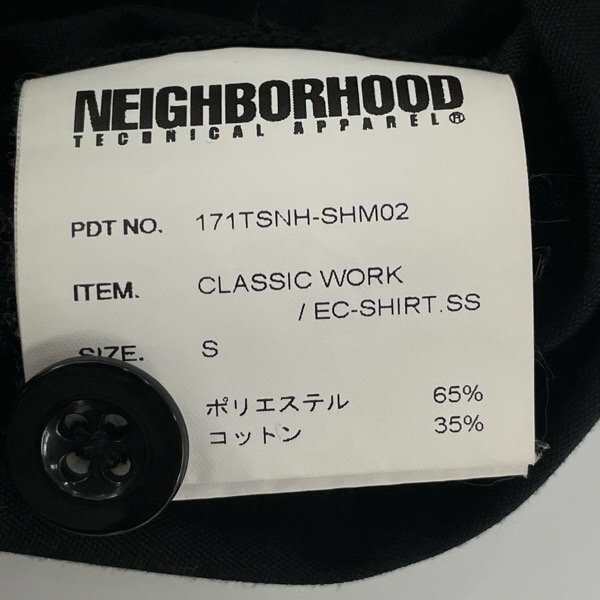 NEIGHBORHOOD
TECHNICAL APPAREL®
PDT NO. 171TSNH-SHM02
ITEM. CLASSIC WORK
/ EC-SHIRT.SS
SIZE. S
ポリエステル 65%
コットン 35%